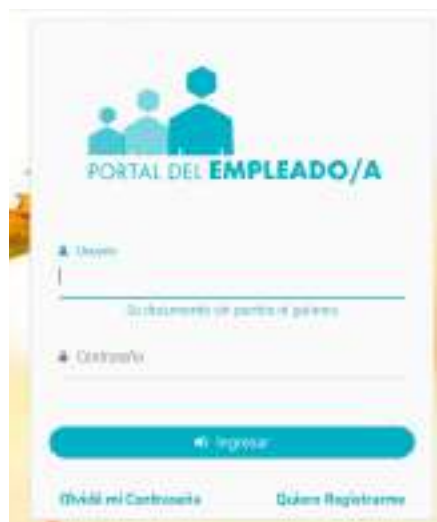 PORTAL DEL EMPLEADO/A
Usuario
Su documento sin puntos ni guiones
Contraseña
Ingresar
Olvidé mi Contraseña Quiero Registrarme